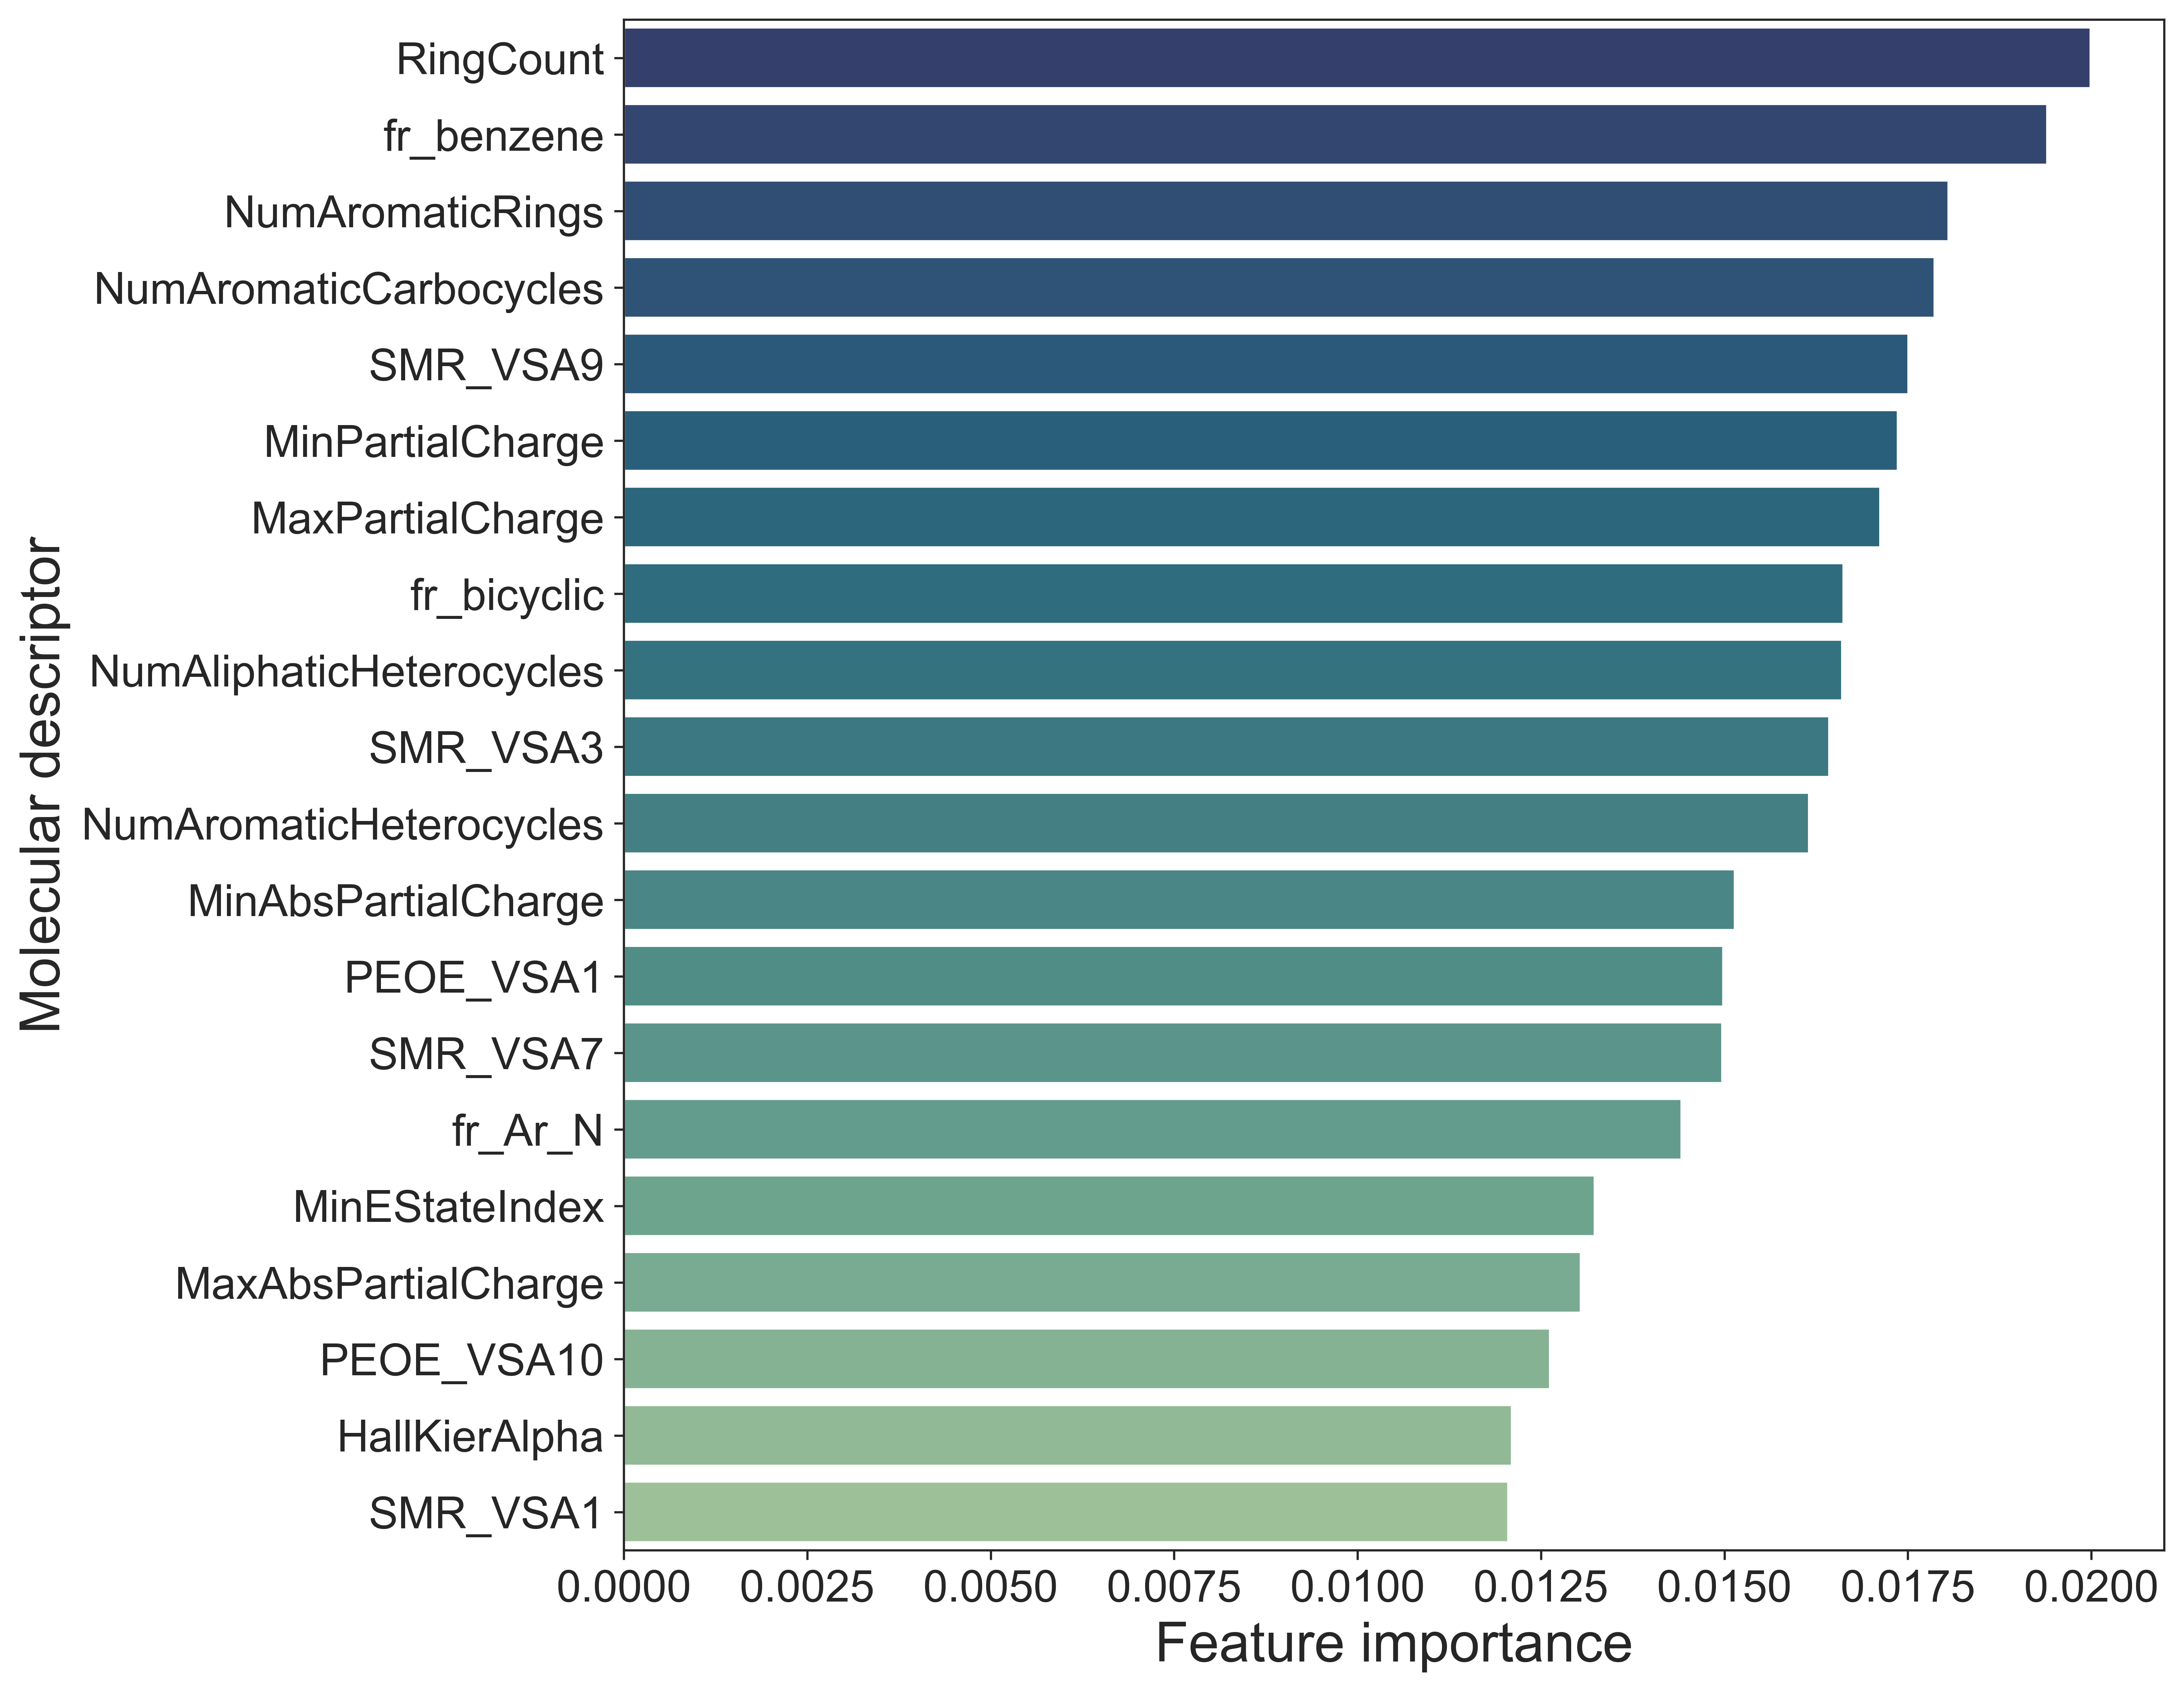 Molecular descriptor
RingCount
fr_benzene
NumAromaticRings
NumAromaticCarbocycles
SMR_VSA9
MinPartialCharge
MaxPartialCharge
fr_bicyclic
NumAliphaticHeterocycles
SMR_VSA3
NumAromaticHeterocycles
MinAbsPartialCharge
PEOE_VSA1
SMR_VSA7
fr_Ar_N
MinEStateIndex
MaxAbsPartialCharge
PEOE_VSA10
HallKierAlpha
SMR_VSA1
0.0000 0.0025 0.0050 0.0075 0.0100 0.0125 0.0150 0.0175 0.0200
Feature importance